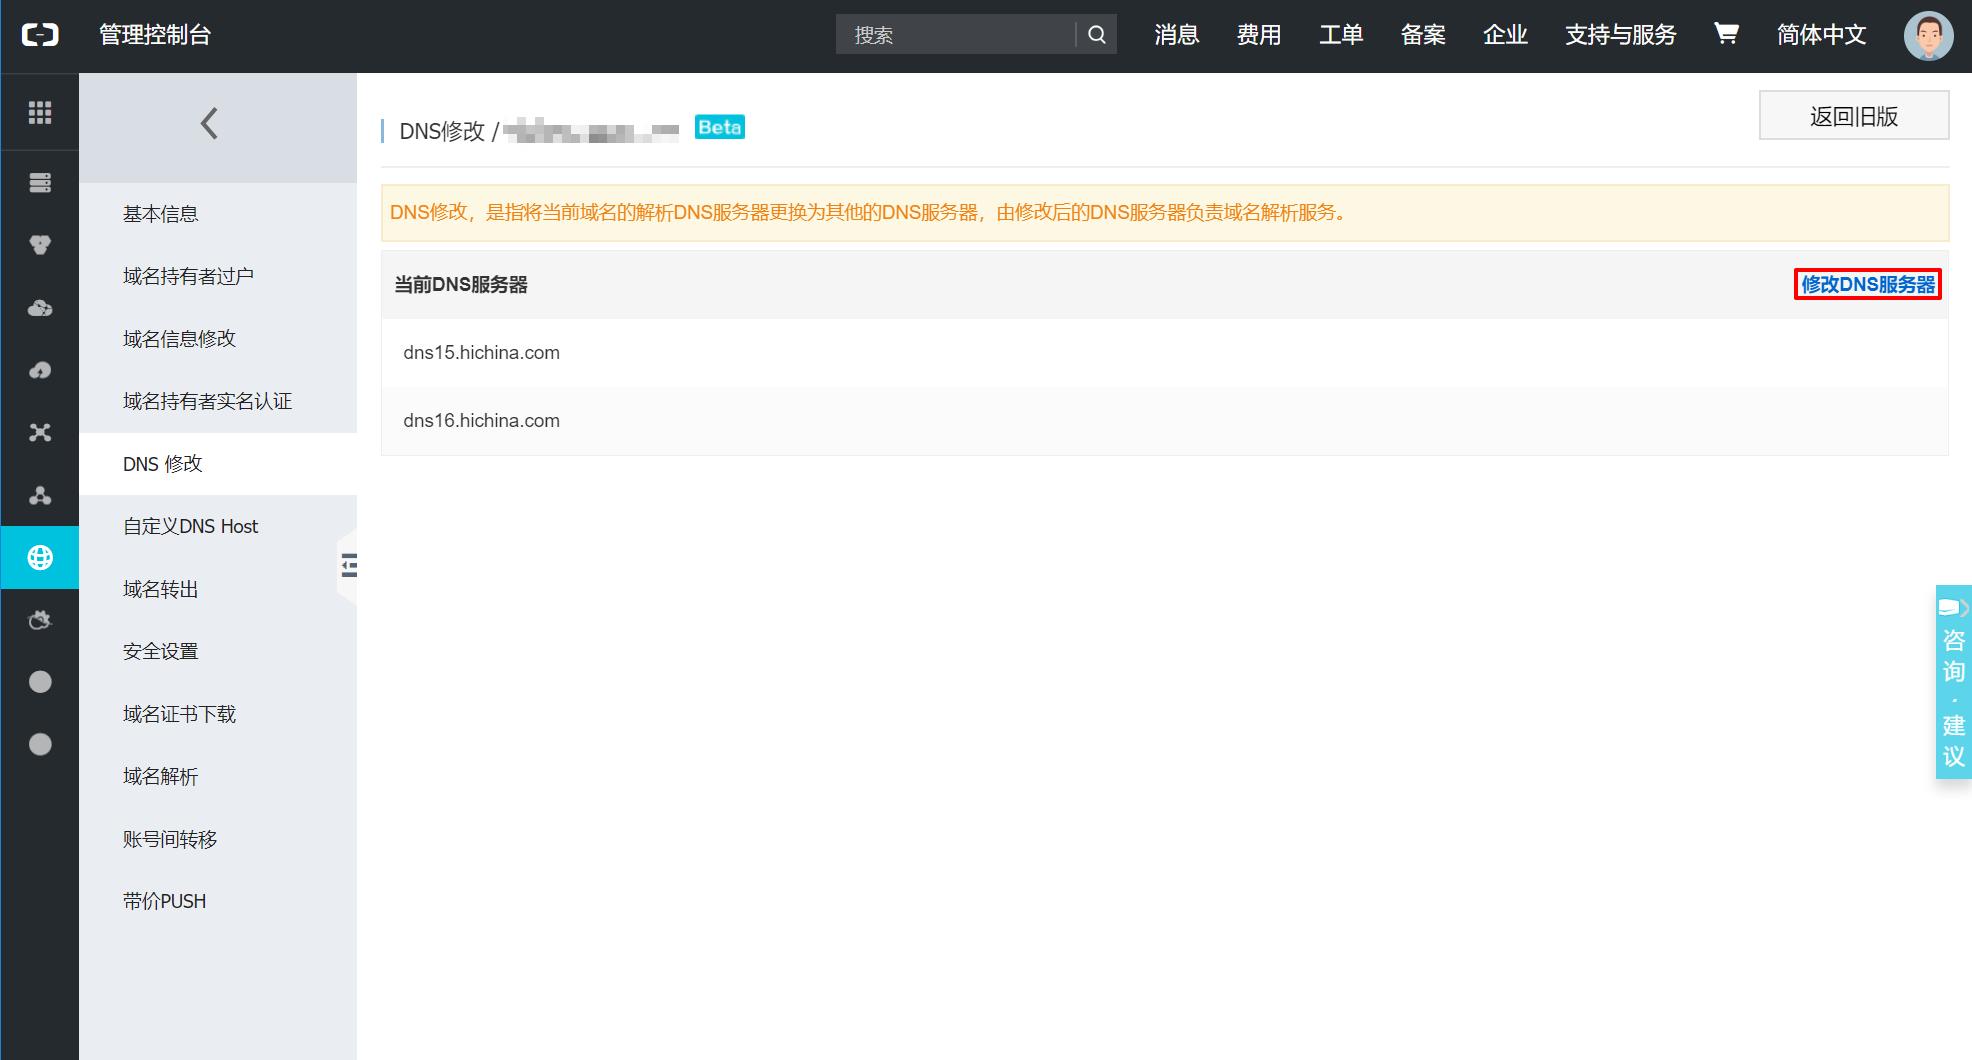 管理控制台
搜索
消息
费用
工单
备案
企业
支持与服务
简体中文
DNS修改 /
Beta
返回旧版
基本信息
域名持有者过户
域名信息修改
域名持有者实名认证
DNS 修改
自定义DNS Host
域名转出
安全设置
域名证书下载
域名解析
账号间转移
带价PUSH
DNS修改，是指将当前域名的解析DNS服务器更换为其他的DNS服务器，由修改后的DNS服务器负责域名解析服务。
当前DNS服务器
修改DNS服务器
dns15.hichina.com
dns16.hichina.com
咨询·建议